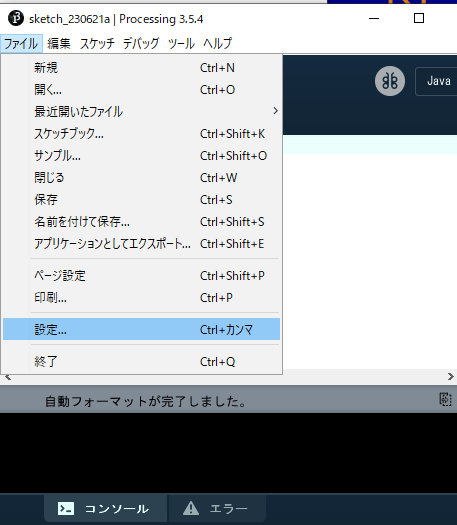 sketch_230621a | Processing 3.5.4
ファイル 編集 スケッチ デバッグ ツール ヘルプ
新規 Ctrl+N
開く... Ctrl+O
最近開いたファイル
スケッチブック... Ctrl+Shift+K
サンプル... Ctrl+Shift+O
閉じる Ctrl+W
保存 Ctrl+S
名前を付けて保存... Ctrl+Shift+S
アプリケーションとしてエクスポート... Ctrl+Shift+E
ページ設定 Ctrl+Shift+P
印刷... Ctrl+P
設定... Ctrl+カンマ
終了 Ctrl+Q
Java
自動フォーマットが完了しました。
コンソール エラー